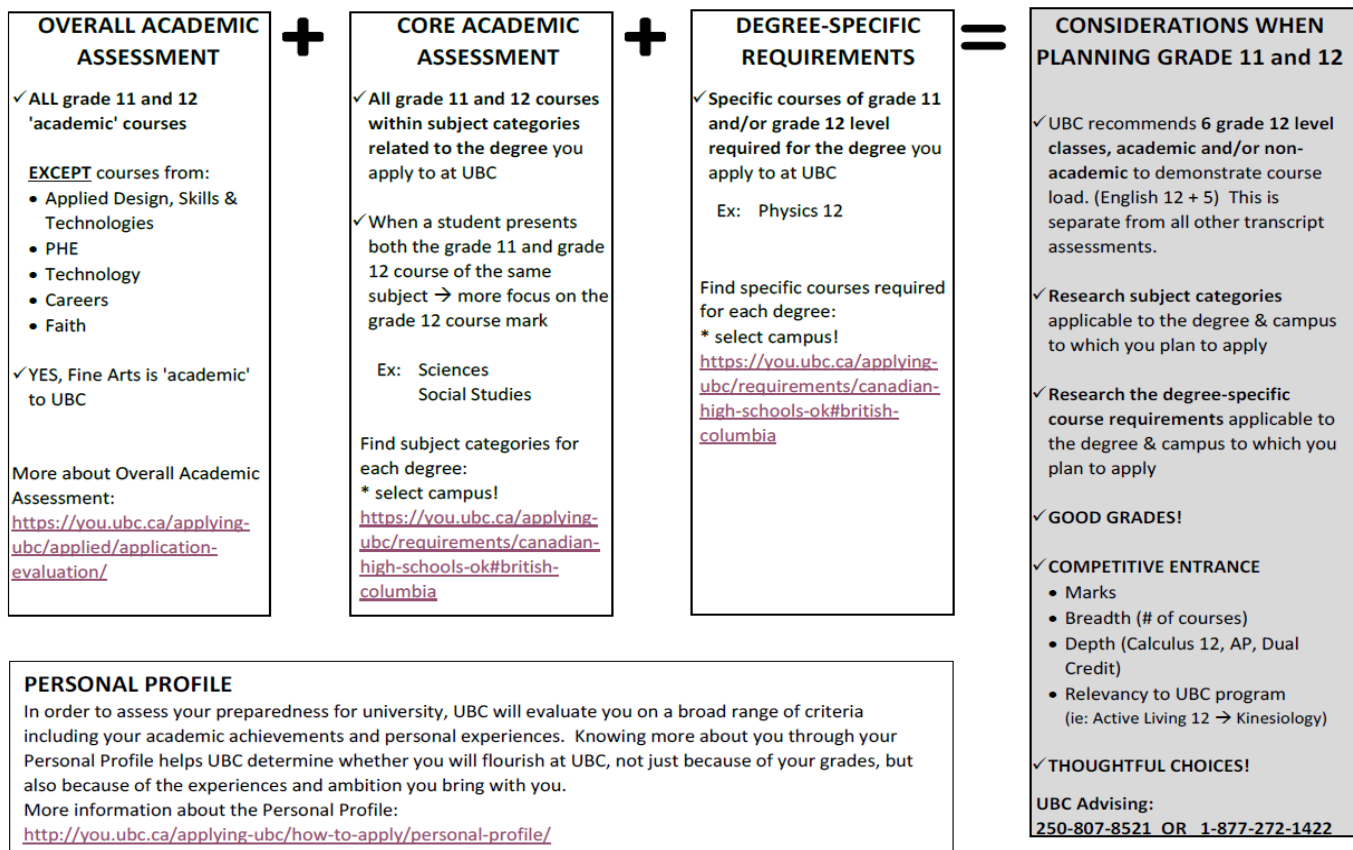 OVERALL ACADEMIC
ASSESSMENT
✓ALL grade 11 and 12
'academic' courses
EXCEPT courses from:
• Applied Design, Skills &
Technologies
• PHE
• Technology
• Careers
• Faith
✓YES, Fine Arts is 'academic'
to UBC
More about Overall Academic
Assessment:
https://you.ubc.ca/applying-
ubc/applied/application-
evaluation/
+
CORE ACADEMIC
ASSESSMENT
✓All grade 11 and 12 courses
within subject categories
related to the degree you
apply to at UBC
✓When a student presents
both the grade 11 and grade
12 course of the same
subject → more focus on the
grade 12 course mark
Ex: Sciences
Social Studies
Find subject categories for
each degree:
* select campus!
https://you.ubc.ca/applying-
ubc/requirements/canadian-
high-schools-ok#british-
columbia
+
DEGREE-SPECIFIC
REQUIREMENTS
✓Specific courses of grade 11
and/or grade 12 level
required for the degree you
apply to at UBC
Ex: Physics 12
Find specific courses required
for each degree:
* select campus!
https://you.ubc.ca/applying-
ubc/requirements/canadian-
high-schools-ok#british-
columbia
=
CONSIDERATIONS WHEN
PLANNING GRADE 11 and 12
✓UBC recommends 6 grade 12 level
classes, academic and/or non-
academic to demonstrate course
load. (English 12 + 5) This is
separate from all other transcript
assessments.
✓Research subject categories
applicable to the degree & campus
to which you plan to apply
✓Research the degree-specific
course requirements applicable to
the degree & campus to which you
plan to apply
✓GOOD GRADES!
✓COMPETITIVE ENTRANCE
• Marks
• Breadth (# of courses)
• Depth (Calculus 12, AP, Dual
Credit)
• Relevancy to UBC program
(ie: Active Living 12 → Kinesiology)
✓THOUGHTFUL CHOICES!
UBC Advising:
250-807-8521 OR 1-877-272-1422
PERSONAL PROFILE
In order to assess your preparedness for university, UBC will evaluate you on a broad range of criteria
including your academic achievements and personal experiences. Knowing more about you through your
Personal Profile helps UBC determine whether you will flourish at UBC, not just because of your grades, but
also because of the experiences and ambition you bring with you.
More information about the Personal Profile:
http://you.ubc.ca/applying-ubc/how-to-apply/personal-profile/